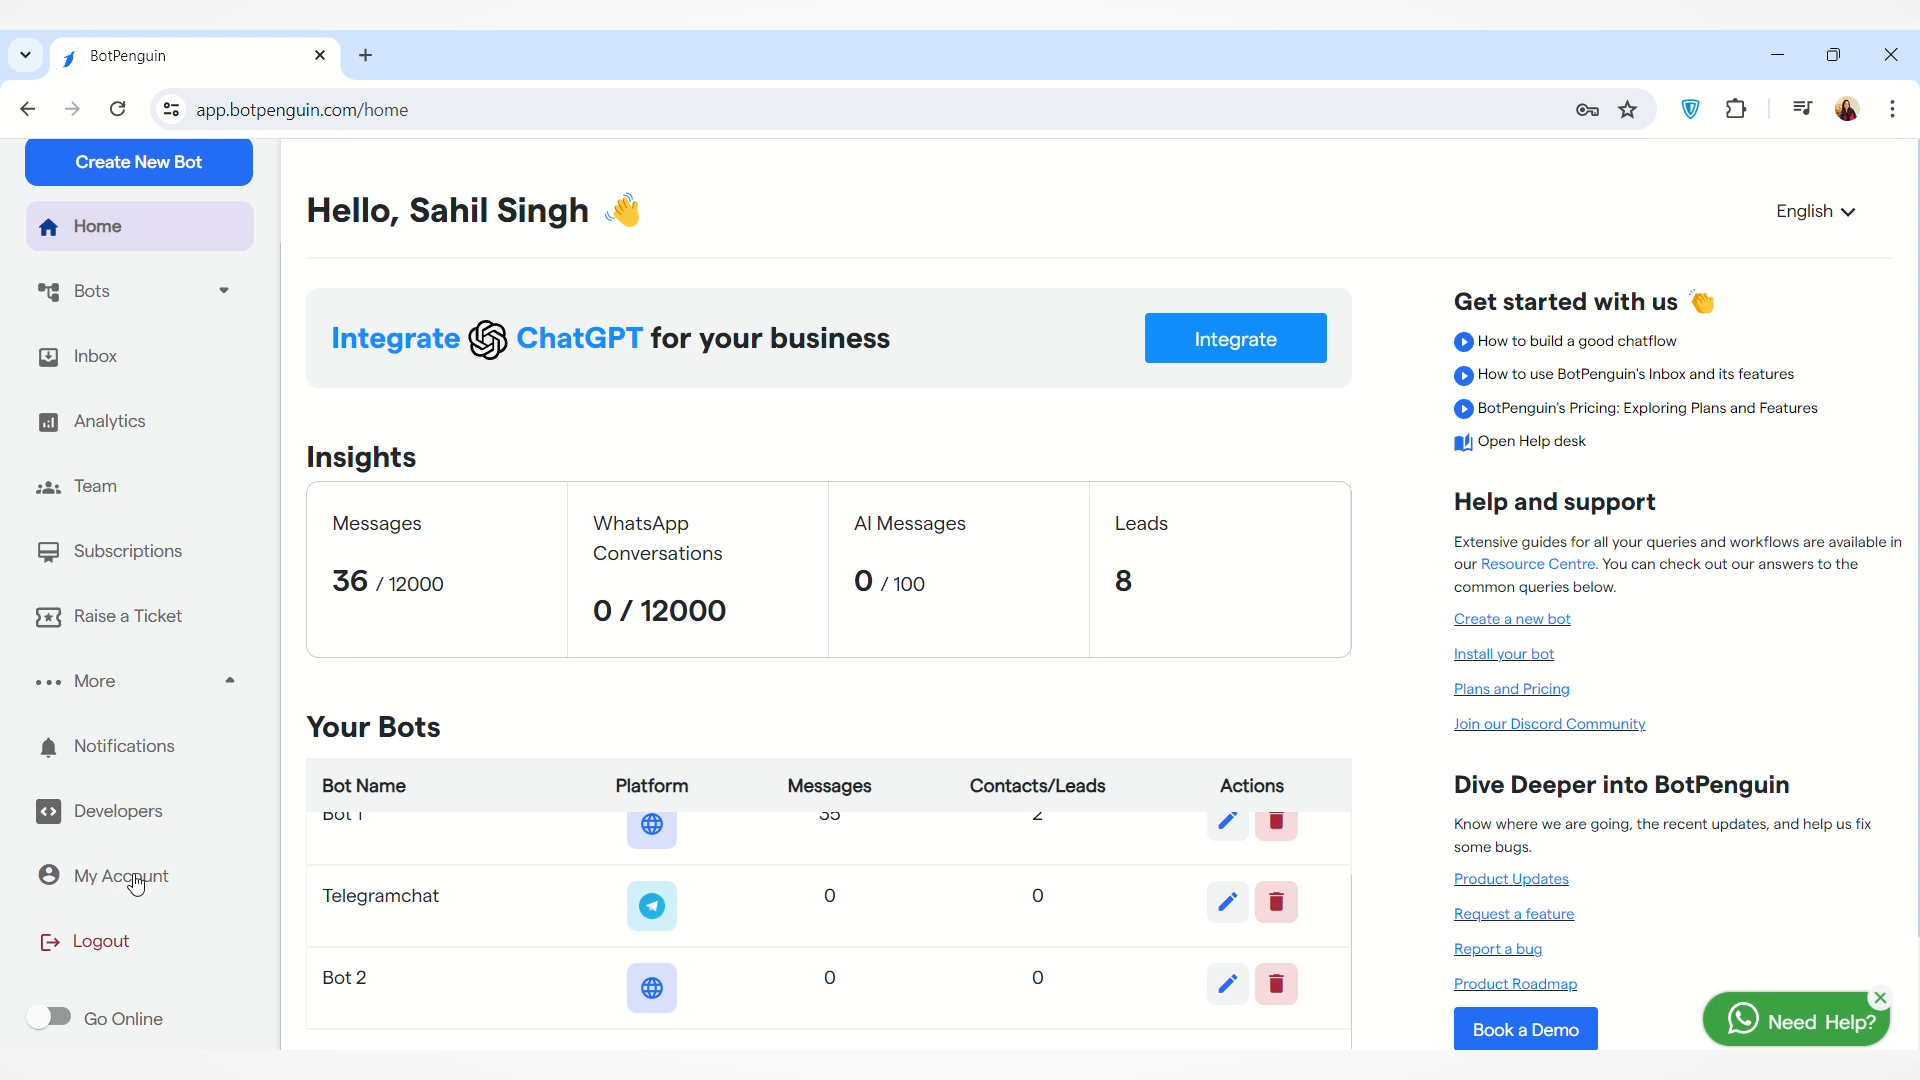 BotPenguin
app.botpenguin.com/home
Create New Bot
Home
Bots
Inbox
Analytics
Team
Subscriptions
Raise a Ticket
More
Notifications
Developers
My Account
Logout
Go Online
Hello, Sahil Singh
English
Integrate ChatGPT for your business
Integrate
Insights
Messages
36 / 12000
WhatsApp
Conversations
0 / 12000
AI Messages
0 / 100
Leads
8
Your Bots
Bot Name Platform Messages Contacts/Leads Actions
Bot 1 35 2
Telegramchat 0 0
Bot 2 0 0
Get started with us
How to build a good chatflow
How to use BotPenguin's Inbox and its features
BotPenguin's Pricing: Exploring Plans and Features
Open Help desk
Help and support
Extensive guides for all your queries and workflows are available in
our Resource Centre. You can check out our answers to the
common queries below.
Create a new bot
Install your bot
Plans and Pricing
Join our Discord Community
Dive Deeper into BotPenguin
Know where we are going, the recent updates, and help us fix
some bugs.
Product Updates
Request a feature
Report a bug
Product Roadmap
Book a Demo
Need Help?